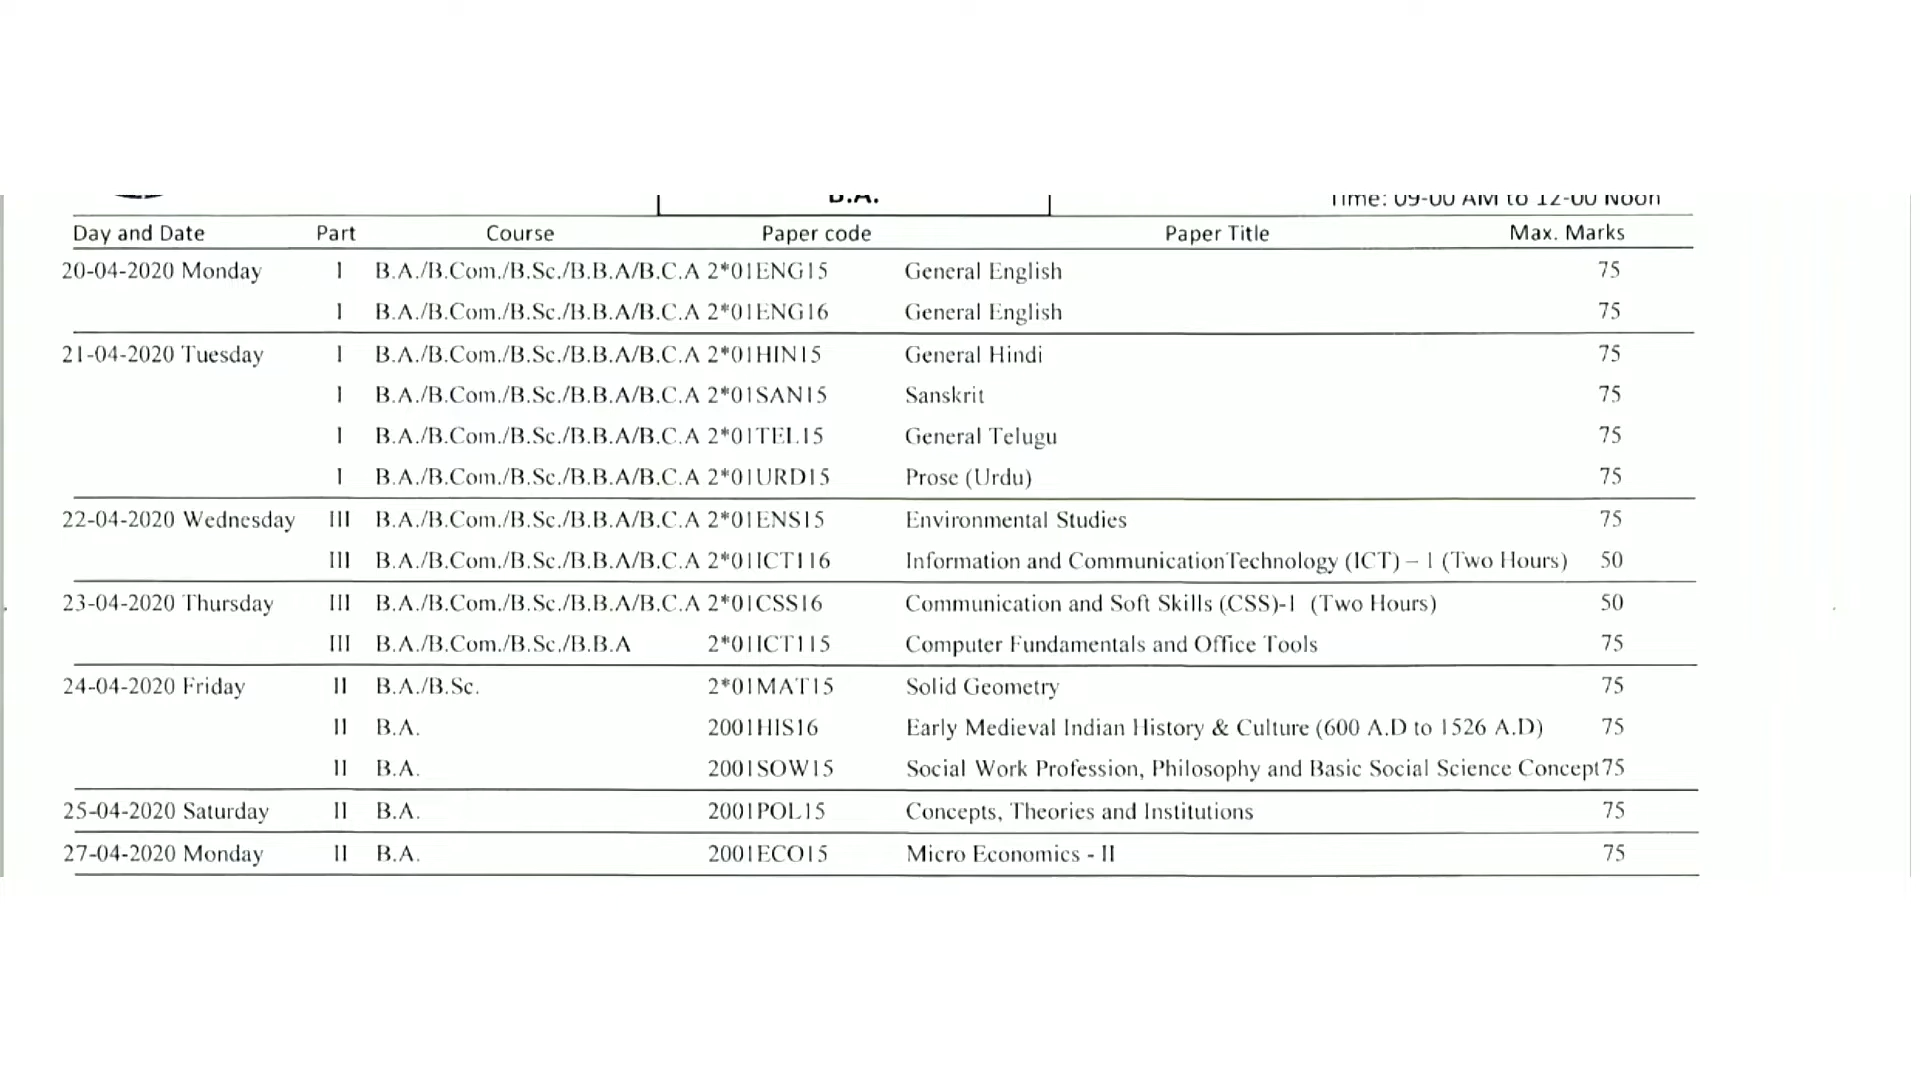 B.A.
Time: 09-00 AM to 12-00 Noon
Day and Date Part Course Paper code Paper Title Max. Marks
20-04-2020 Monday I B.A./B.Com./B.Sc./B.B.A/B.C.A 2*01ENG15 General English 75
I B.A./B.Com./B.Sc./B.B.A/B.C.A 2*01ENG16 General English 75
21-04-2020 Tuesday I B.A./B.Com./B.Sc./B.B.A/B.C.A 2*01HIN15 General Hindi 75
I B.A./B.Com./B.Sc./B.B.A/B.C.A 2*01SAN15 Sanskrit 75
I B.A./B.Com./B.Sc./B.B.A/B.C.A 2*01TEL15 General Telugu 75
I B.A./B.Com./B.Sc./B.B.A/B.C.A 2*01URD15 Prose (Urdu) 75
22-04-2020 Wednesday III B.A./B.Com./B.Sc./B.B.A/B.C.A 2*01ENS15 Environmental Studies 75
III B.A./B.Com./B.Sc./B.B.A/B.C.A 2*01ICT116 Information and CommunicationTechnology (ICT) – I (Two Hours) 50
23-04-2020 Thursday III B.A./B.Com./B.Sc./B.B.A/B.C.A 2*01CSS16 Communication and Soft Skills (CSS)-I (Two Hours) 50
III B.A./B.Com./B.Sc./B.B.A 2*01ICT115 Computer Fundamentals and Office Tools 75
24-04-2020 Friday II B.A./B.Sc. 2*01MAT15 Solid Geometry 75
II B.A. 2001HIS16 Early Medieval Indian History & Culture (600 A.D to 1526 A.D) 75
II B.A. 2001SOW15 Social Work Profession, Philosophy and Basic Social Science Concept 75
25-04-2020 Saturday II B.A. 2001POL15 Concepts, Theories and Institutions 75
27-04-2020 Monday II B.A. 2001ECO15 Micro Economics - II 75